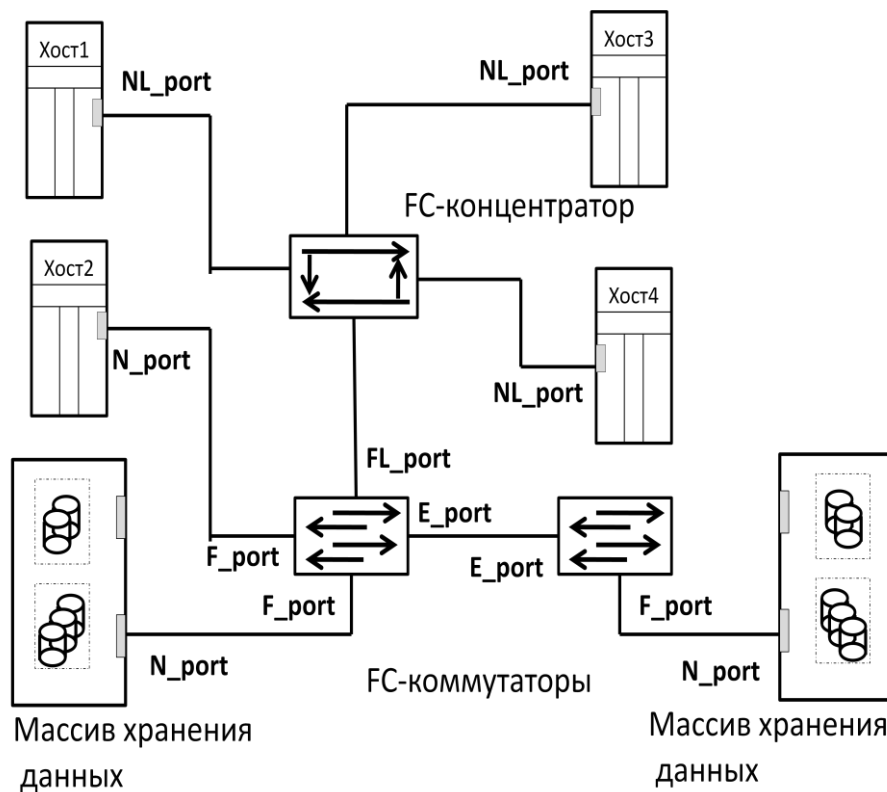 Хост1
NL_port
NL_port
Хост3
FC-концентратор
Хост2
N_port
Хост4
NL_port
FL_port
E_port
F_port
E_port
F_port
F_port
N_port
N_port
FC-коммутаторы
Массив хранения
данных
Массив хранения
данных